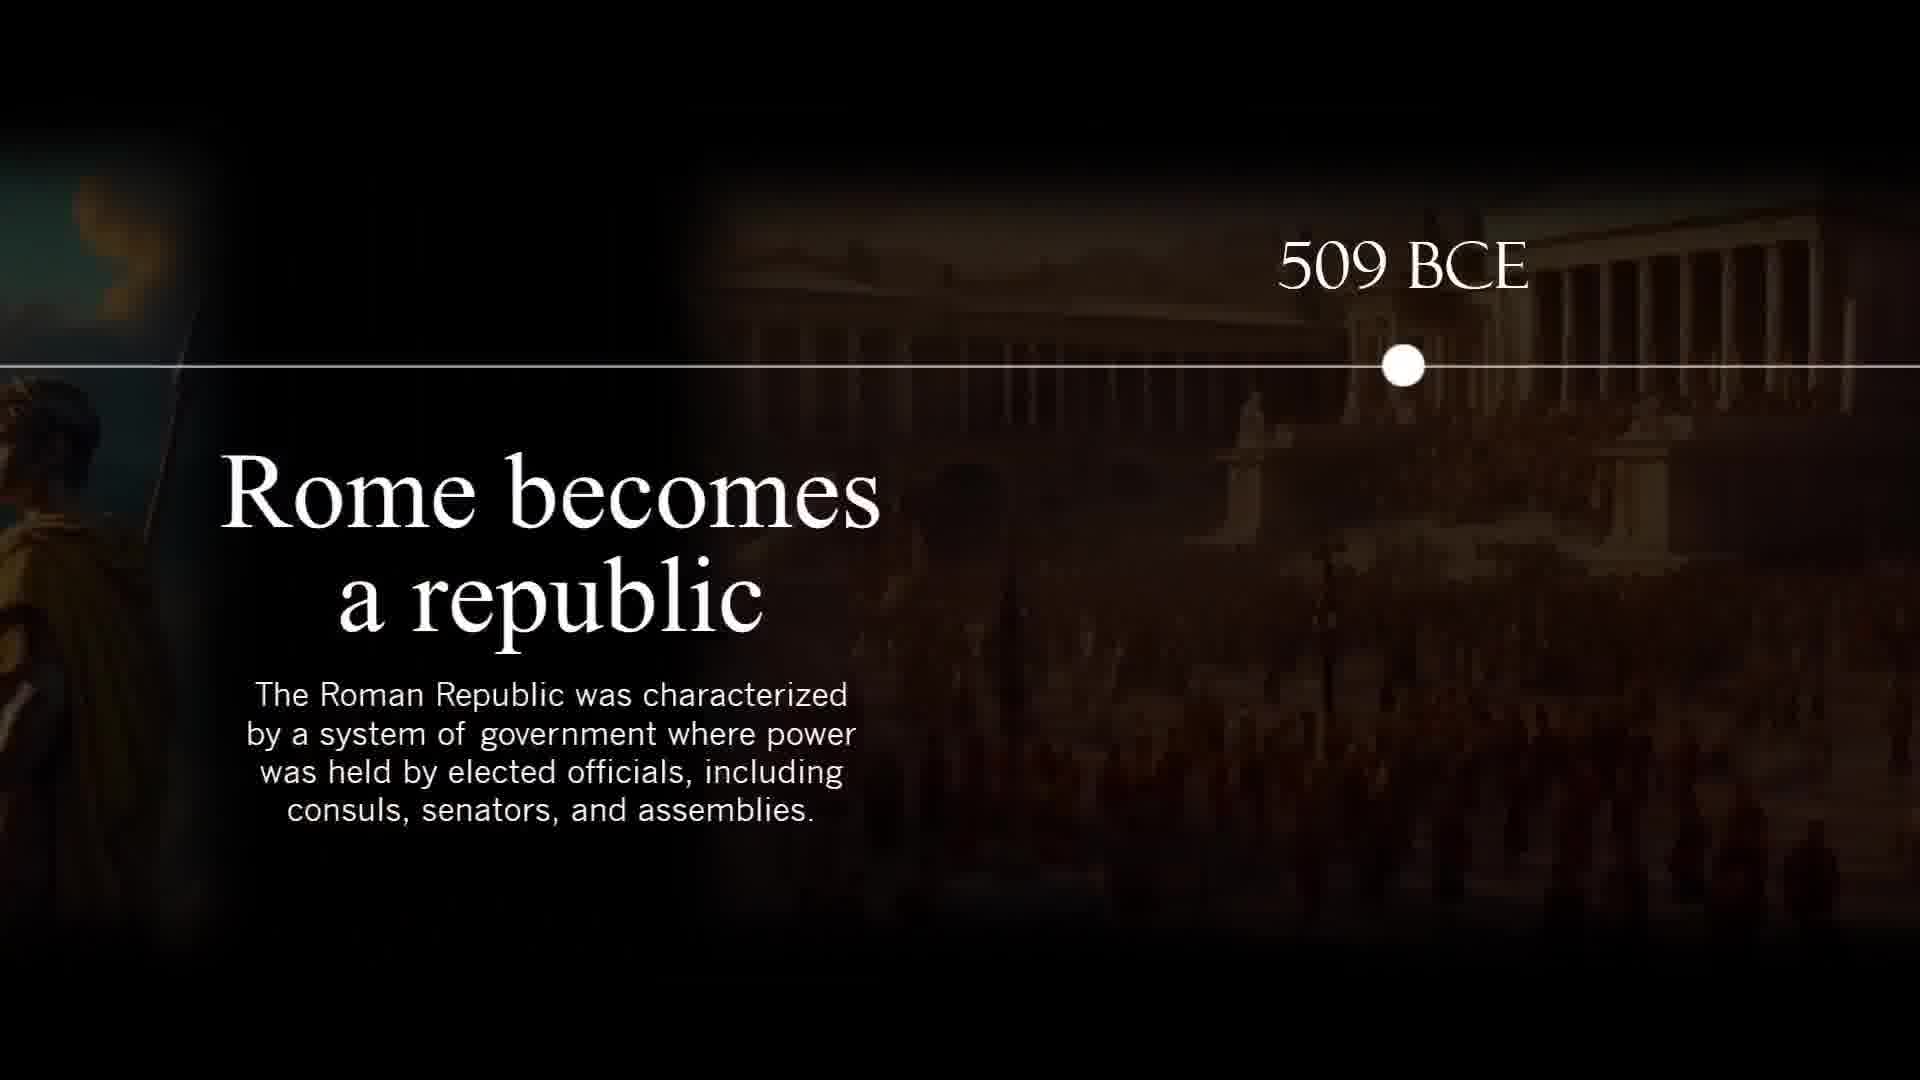 509 BCE
Rome becomes
a republic
The Roman Republic was characterized
by a system of government where power
was held by elected officials, including
consuls, senators, and assemblies.